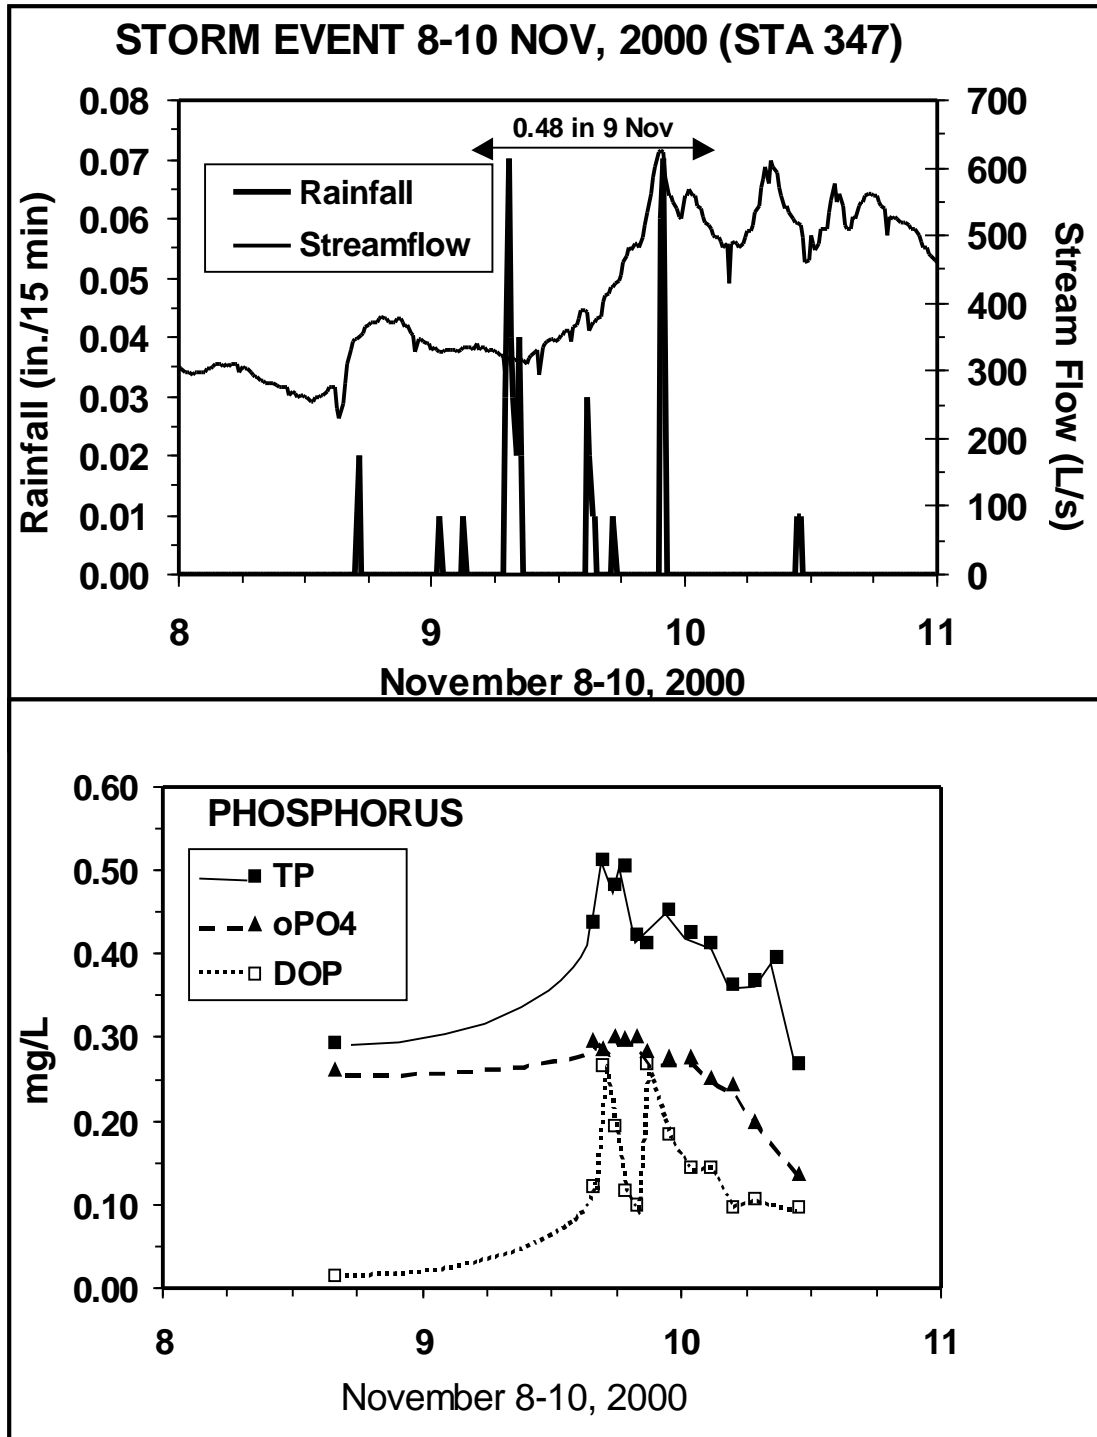 STORM EVENT 8-10 NOV, 2000 (STA 347)
0.48 in 9 Nov
Rainfall
Streamflow
Rainfall (in./15 min)
0.08
0.07
0.06
0.05
0.04
0.03
0.02
0.01
0.00
700
600
500
400
300
200
100
0
Stream Flow (L/s)
8 9 10 11
November 8-10, 2000
PHOSPHORUS
TP
oPO4
DOP
mg/L
0.60
0.50
0.40
0.30
0.20
0.10
0.00
8 9 10 11
November 8-10, 2000